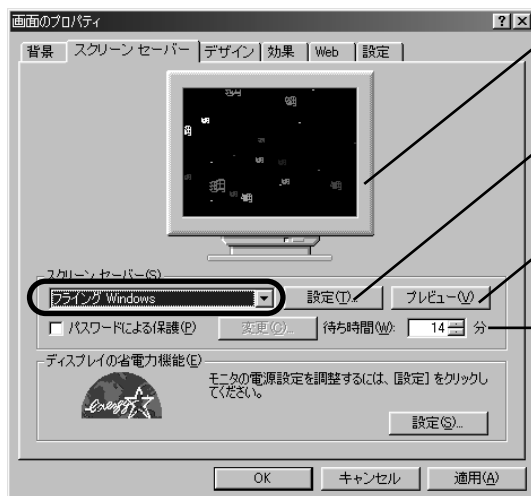 画面のプロパティ
背景 スクリーン セーバー デザイン 効果 Web 設定
スクリーン セーバー(S)
フライング Windows 設定(T)... プレビュー(V)
パスワードによる保護(P) 変更(C)... 待ち時間(W): 14 分
ディスプレイの省電力機能(E)
モニタの電源設定を調整するには、[設定] をクリックし
てください。
energy
設定(S)...
OK キャンセル 適用(A)